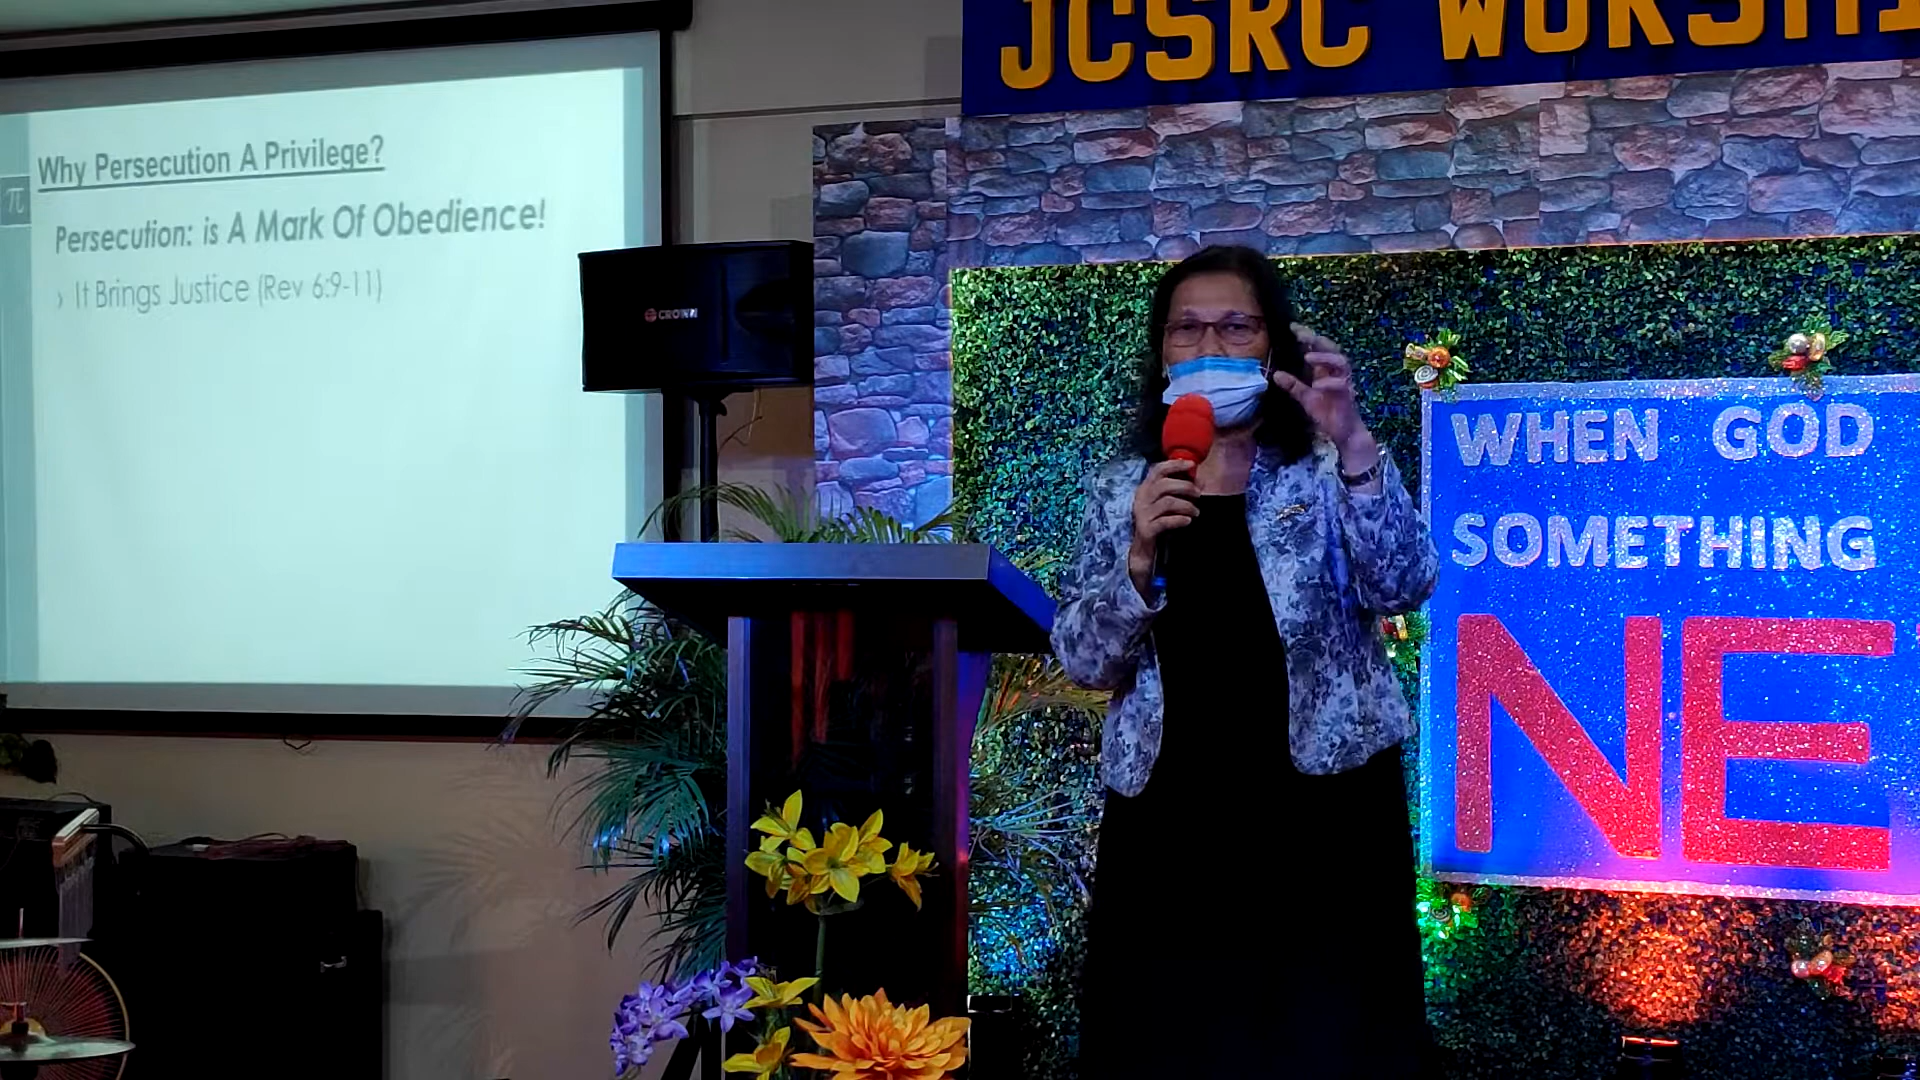 Why Persecution A Privilege?
π
Persecution: is A Mark Of Obedience!
› It Brings Justice (Rev 6:9-11)
CROWN
JCSRC WORSHI
WHEN GOD
SOMETHING
NE